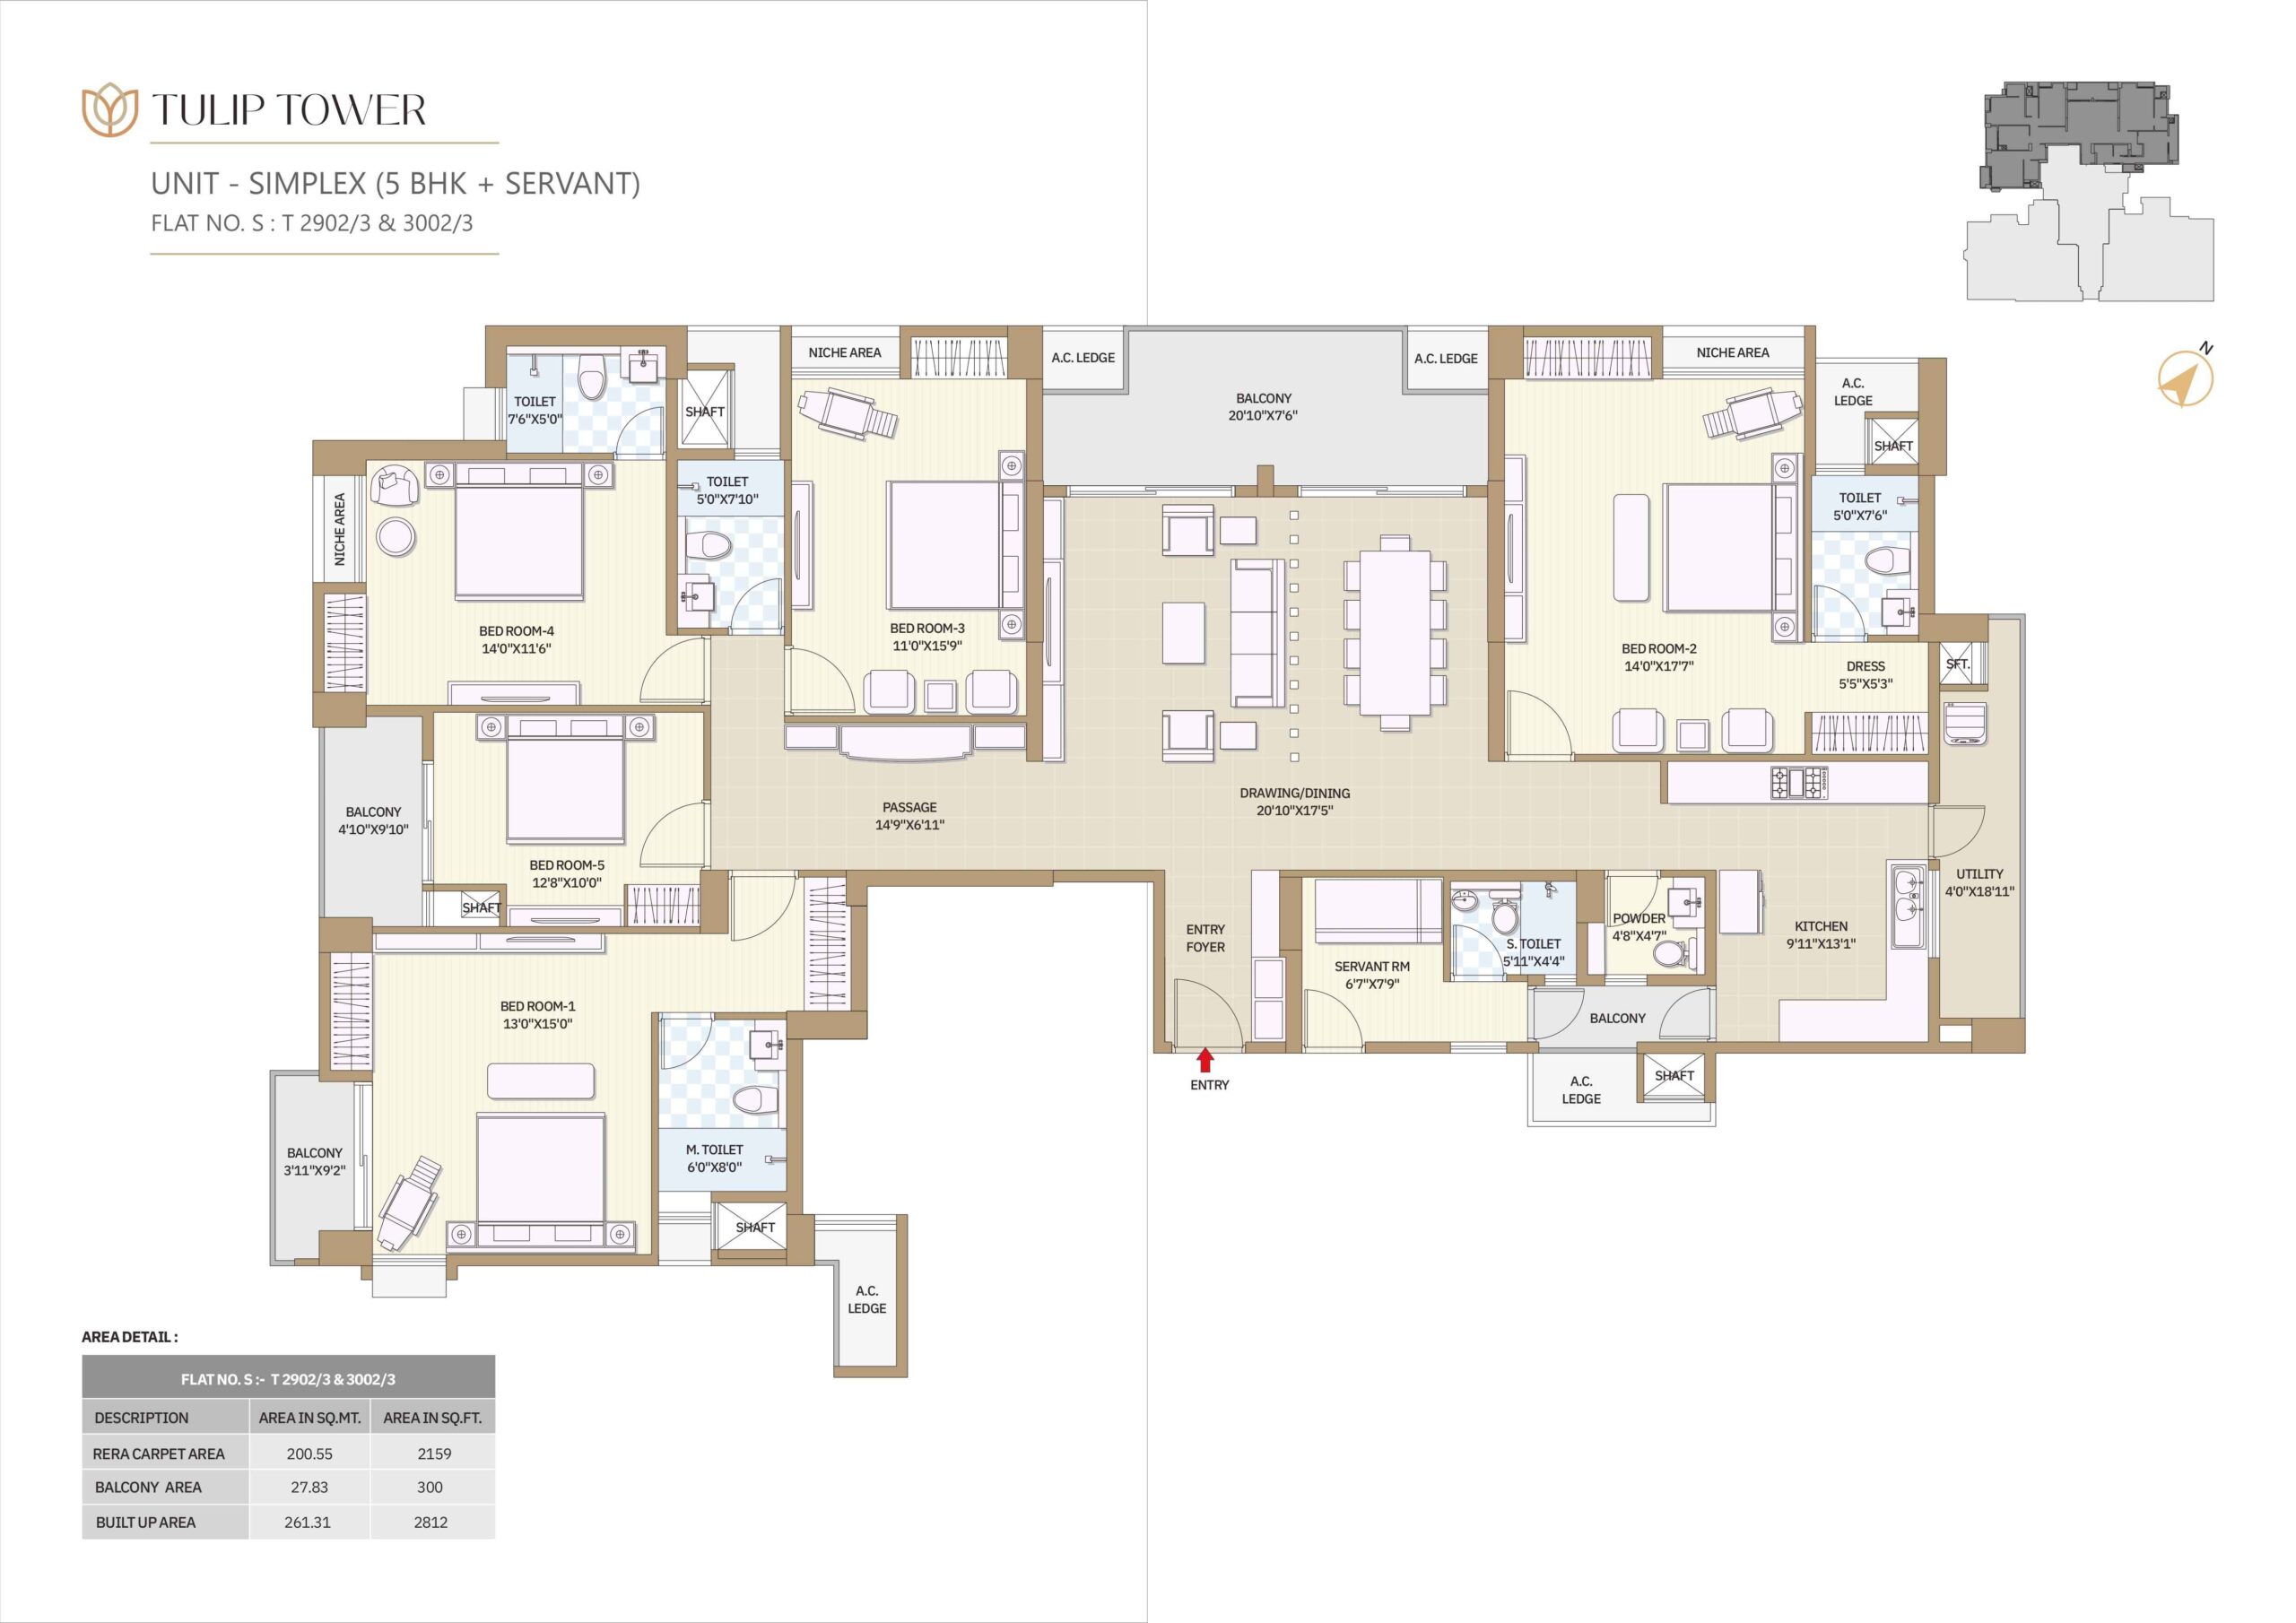 TULIP TOWER
UNIT - SIMPLEX (5 BHK + SERVANT)
FLAT NO. S : T 2902/3 & 3002/3
N
NICHE AREA
A.C. LEDGE
BALCONY
20'10"X7'6"
A.C. LEDGE
NICHE AREA
A.C.
LEDGE
SHAFT
TOILET
7'6"X5'0"
SHAFT
TOILET
5'0"X7'10"
NICHE AREA
TOILET
5'0"X7'6"
BED ROOM-4
14'0"X11'6"
BED ROOM-3
11'0"X15'9"
BED ROOM-2
14'0"X17'7"
DRESS
5'5"X5'3"
SFT.
BALCONY
4'1O"X9'10"
PASSAGE
14'9"X6'11"
DRAWING/DINING
20'10"X17'5"
BED ROOM-5
12'8"X10'0"
SHAFT
UTILITY
4'0"X18'11"
ENTRY
FOYER
SERVANT RM
6'7"X7'9"
S. TOILET
5'11"X4'4"
POWDER
4'8"X4'7"
KITCHEN
9'11"X13'1"
BED ROOM-1
13'0"X15'0"
BALCONY
ENTRY
A.C.
LEDGE
SHAFT
BALCONY
3'11"X9'2"
M. TOILET
6'0"X8'0"
SHAFT
A.C.
LEDGE
AREA DETAIL :
FLAT NO. S :- T 2902/3 & 3002/3
DESCRIPTION AREA IN SQ.MT. AREA IN SQ.FT.
RERA CARPET AREA 200.55 2159
BALCONY AREA 27.83 300
BUILT UP AREA 261.31 2812